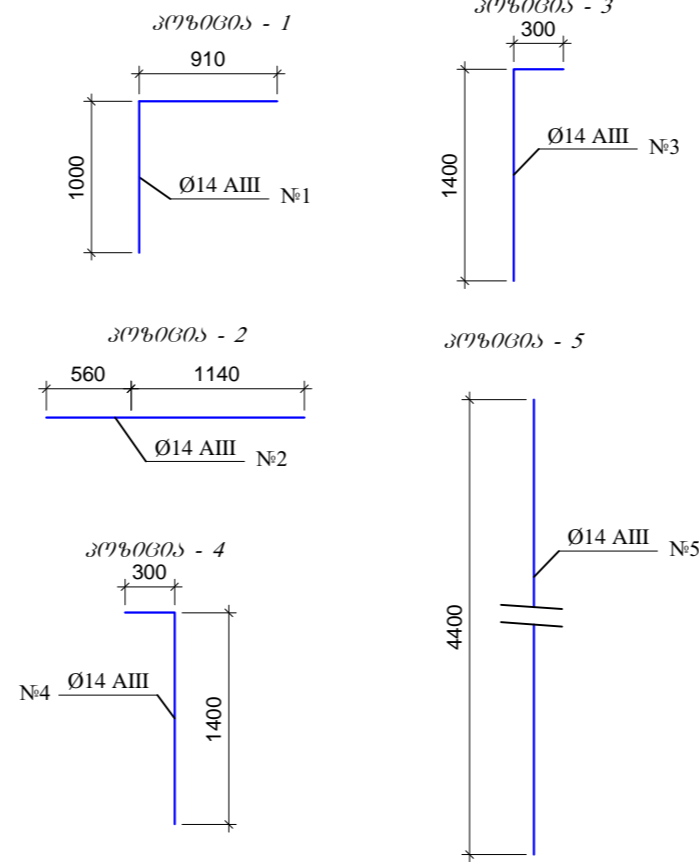 პოზიცია - 1
910
1000
Ø14 AIII №1
პოზიცია - 3
300
1400
Ø14 AIII №3
პოზიცია - 2
560 1140
Ø14 AIII №2
პოზიცია - 5
4400
Ø14 AIII №5
პოზიცია - 4
300
№4 Ø14 AIII
1400